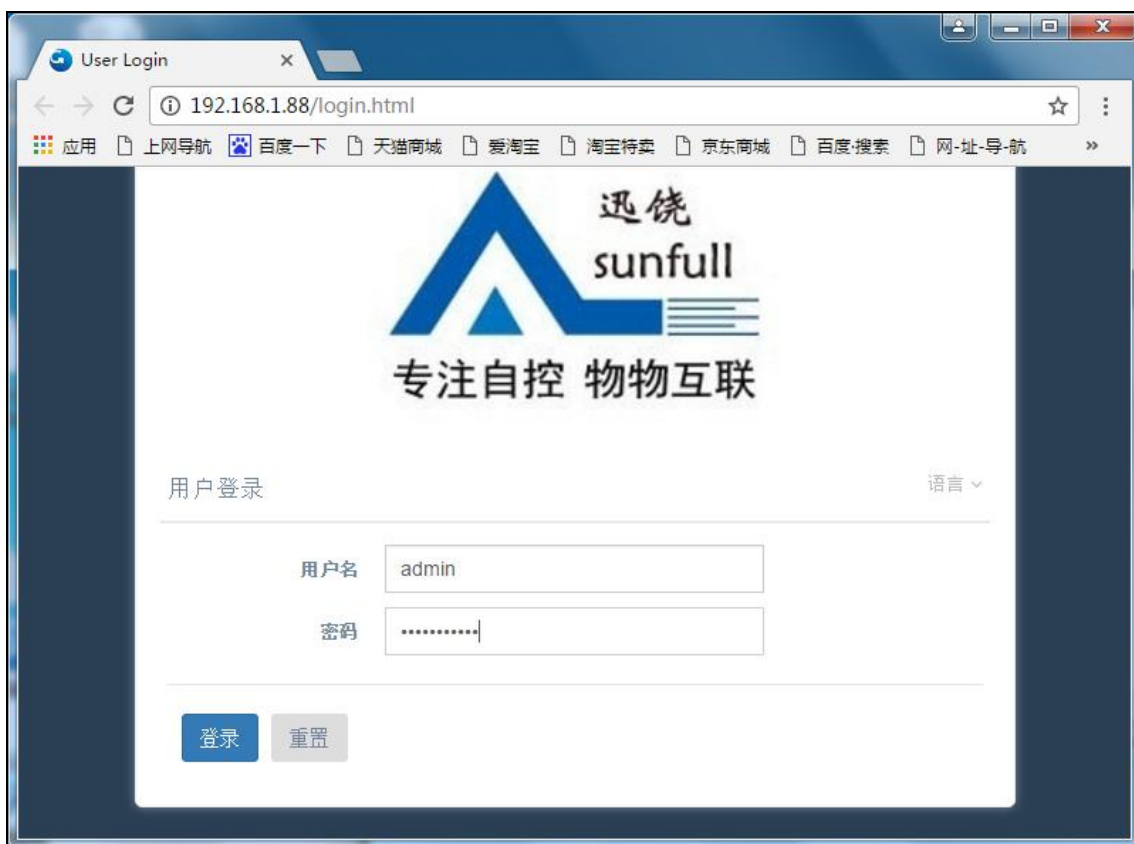 User Login
192.168.1.88/login.html
应用 上网导航 百度一下 天猫商城 爱淘宝 淘宝特卖 京东商城 百度·搜索 网-址-导-航 »
迅饶
sunfull
专注自控 物物互联
用户登录 语言
用户名 admin
密码 •••••••••••
登录 重置